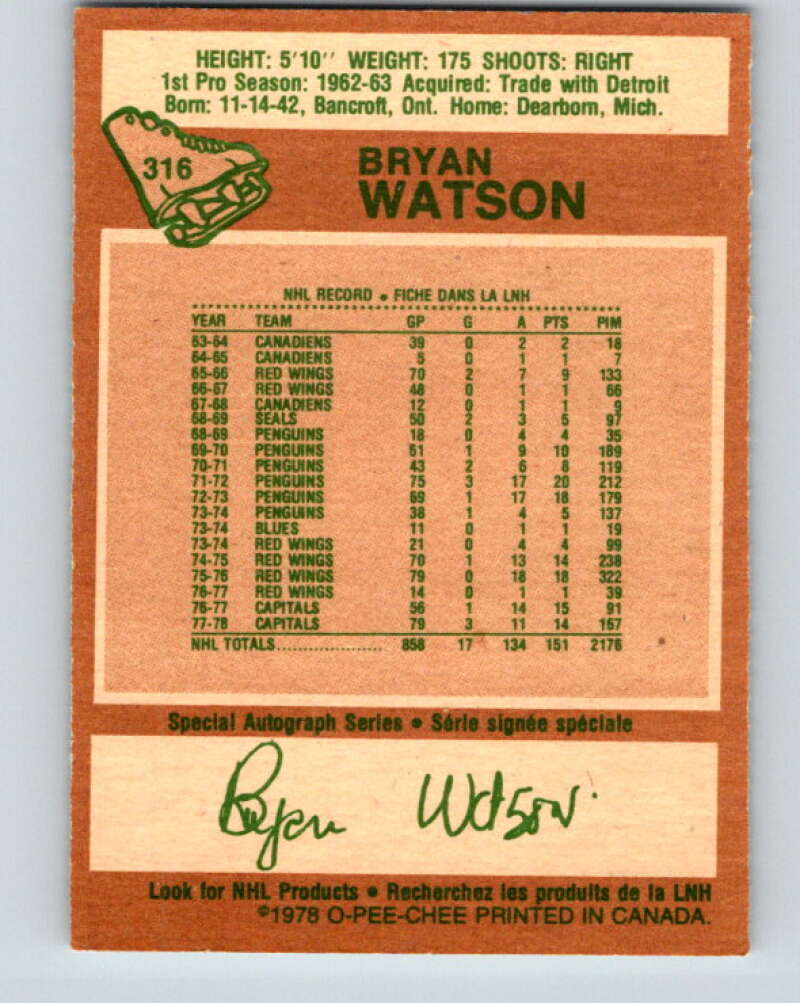 HEIGHT: 5'10'' WEIGHT: 175 SHOOTS: RIGHT
1st Pro Season: 1962-63 Acquired: Trade with Detroit
Born: 11-14-42, Bancroft, Ont. Home: Dearborn, Mich.
316
BRYAN
WATSON
NHL RECORD • FICHE DANS LA LNH
YEAR TEAM GP G A PTS PIM
63-64 CANADIENS 39 0 2 2 18
64-65 CANADIENS 5 0 1 1 7
65-66 RED WINGS 70 2 7 9 133
66-67 RED WINGS 48 0 1 1 66
67-68 CANADIENS 12 0 1 1 9
68-69 SEALS 50 2 3 5 97
68-69 PENGUINS 18 0 4 4 35
69-70 PENGUINS 61 1 9 10 189
70-71 PENGUINS 43 2 6 8 119
71-72 PENGUINS 75 3 17 20 212
72-73 PENGUINS 69 1 17 18 179
73-74 PENGUINS 38 1 4 5 137
73-74 BLUES 11 0 1 1 19
73-74 RED WINGS 21 0 4 4 99
74-75 RED WINGS 70 1 13 14 238
75-76 RED WINGS 79 0 18 18 322
76-77 RED WINGS 14 0 1 1 39
76-77 CAPITALS 56 1 14 15 91
77-78 CAPITALS 79 3 11 14 167
NHL TOTALS.................... 858 17 134 151 2176
Special Autograph Series • Série signée spéciale
Bryan Watson
Look for NHL Products • Recherchez les produits de la LNH
©1978 O-PEE-CHEE PRINTED IN CANADA.